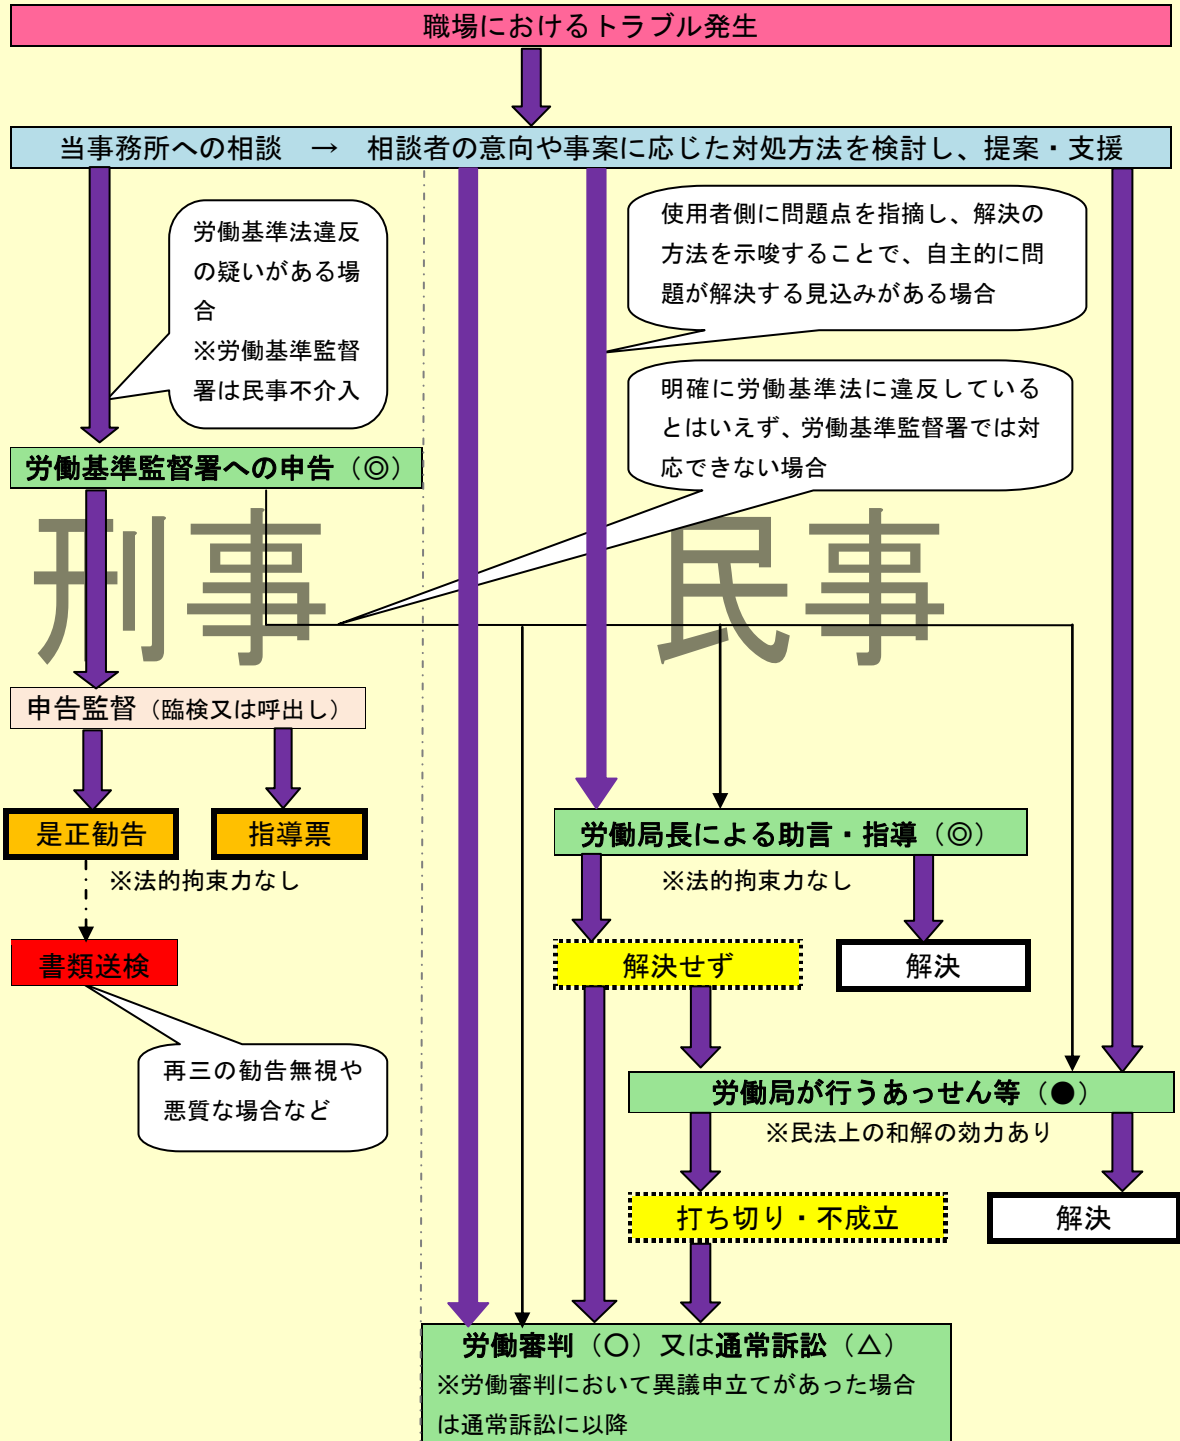 職場におけるトラブル発生
当事務所への相談　→　相談者の意向や事案に応じた対処方法を検討し、提案・支援
労働基準法違反
の疑いがある場
合
※労働基準監督
署は民事不介入
使用者側に問題点を指摘し、解決の
方法を示唆することで、自主的に問
題が解決する見込みがある場合
明確に労働基準法に違反している
とはいえず、労働基準監督署では対
応できない場合
労働基準監督署への申告（◎）
刑事
民事
申告監督（臨検又は呼出し）
是正勧告
指導票
※法的拘束力なし
書類送検
再三の勧告無視や
悪質な場合など
労働局長による助言・指導（◎）
※法的拘束力なし
解決せず
解決
労働局が行うあっせん等（●）
※民法上の和解の効力あり
打ち切り・不成立
解決
労働審判（○）又は通常訴訟（△）
※労働審判において異議申立てがあった場合
は通常訴訟に以降